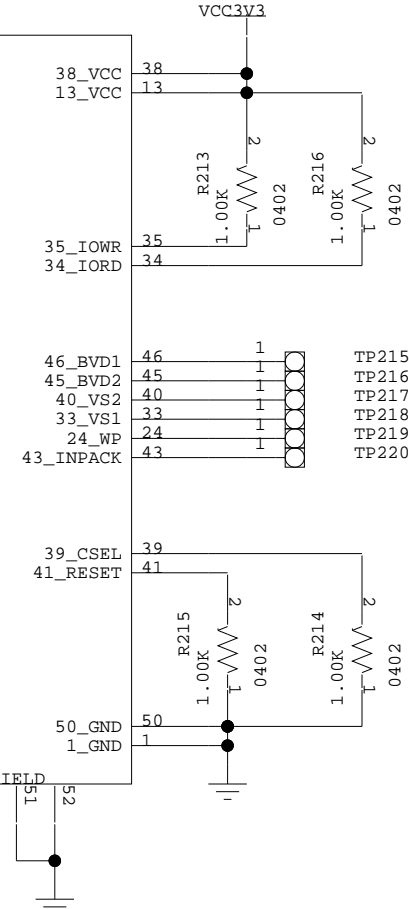 VCC3V3
38_VCC 38
13_VCC 13
2 2
R213 1.00K 0402
R216 1.00K 0402
1 1
35_IOWR 35
34_IORD 34
46_BVD1 46 1 TP215
45_BVD2 45 1 TP216
40_VS2 40 1 TP217
33_VS1 33 1 TP218
24_WP 24 1 TP219
43_INPACK 43 1 TP220
39_CSEL 39
41_RESET 41
2 2
R215 1.00K 0402
R214 1.00K 0402
1 1
50_GND 50
1_GND 1
IELD
51 52